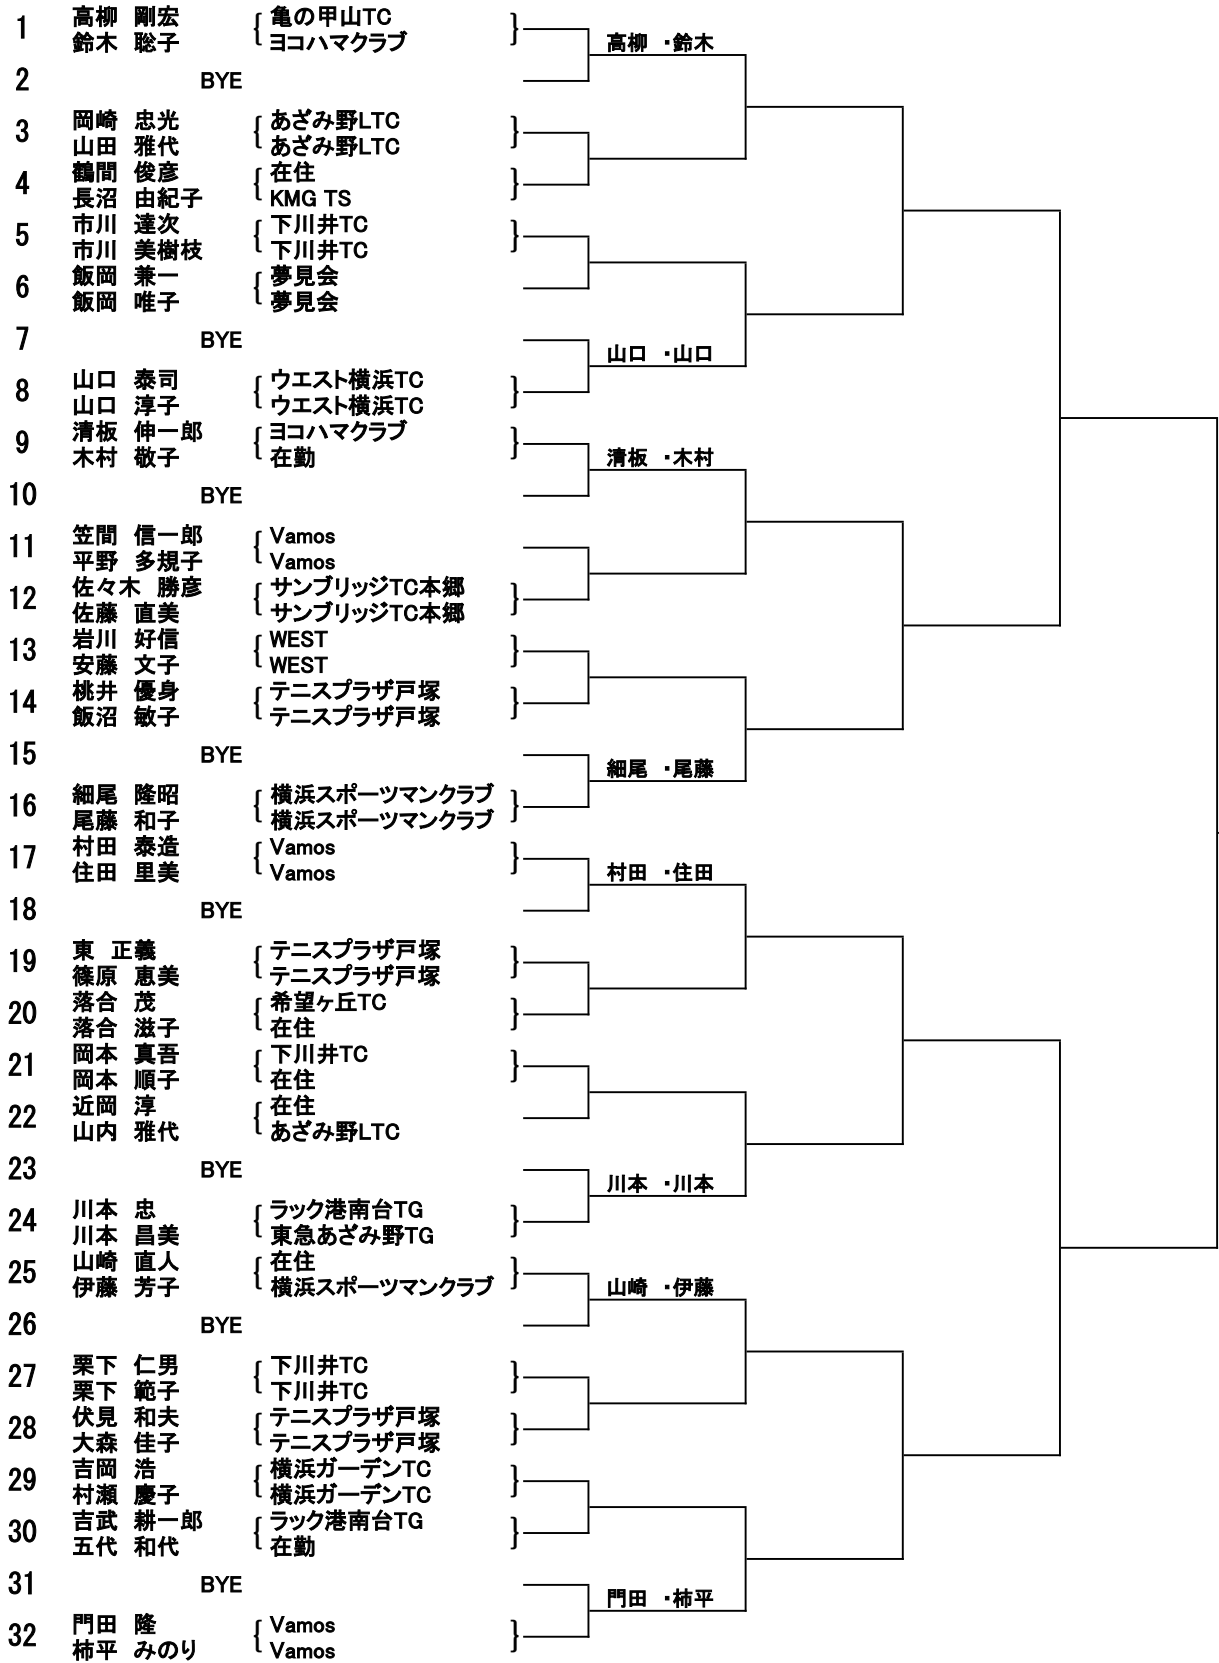 1 高柳 剛宏 { 亀の甲山TC }
鈴木 聡子 ヨコハマクラブ
高柳 ・鈴木
2 BYE
3 岡崎 忠光 { あざみ野LTC }
山田 雅代 あざみ野LTC
4 鶴間 俊彦 { 在住 }
長沼 由紀子 KMG TS
5 市川 達次 { 下川井TC }
市川 美樹枝 下川井TC
6 飯岡 兼一 { 夢見会
飯岡 唯子 夢見会
7 BYE
山口 ・山口
8 山口 泰司 { ウエスト横浜TC }
山口 淳子 ウエスト横浜TC
9 清板 伸一郎 { ヨコハマクラブ }
木村 敬子 在勤
清板 ・木村
10 BYE
11 笠間 信一郎 { Vamos
平野 多規子 Vamos
12 佐々木 勝彦 { サンブリッジTC本郷 }
佐藤 直美 サンブリッジTC本郷
13 岩川 好信 { WEST }
安藤 文子 WEST
14 桃井 優身 { テニスプラザ戸塚 }
飯沼 敏子 テニスプラザ戸塚
15 BYE
細尾 ・尾藤
16 細尾 隆昭 { 横浜スポーツマンクラブ }
尾藤 和子 横浜スポーツマンクラブ
17 村田 泰造 { Vamos }
住田 里美 Vamos
村田 ・住田
18 BYE
19 東 正義 { テニスプラザ戸塚 }
篠原 恵美 テニスプラザ戸塚
20 落合 茂 { 希望ヶ丘TC }
落合 滋子 在住
21 岡本 真吾 { 下川井TC }
岡本 順子 在住
22 近岡 淳 { 在住
山内 雅代 あざみ野LTC
23 BYE
川本 ・川本
24 川本 忠 { ラック港南台TG }
川本 昌美 東急あざみ野TG
25 山崎 直人 { 在住 }
伊藤 芳子 横浜スポーツマンクラブ
山崎 ・伊藤
26 BYE
27 栗下 仁男 { 下川井TC }
栗下 範子 下川井TC
28 伏見 和夫 { テニスプラザ戸塚 }
大森 佳子 テニスプラザ戸塚
29 吉岡 浩 { 横浜ガーデンTC }
村瀬 慶子 横浜ガーデンTC
30 吉武 耕一郎 { ラック港南台TG }
五代 和代 在勤
31 BYE
門田 ・柿平
32 門田 隆 { Vamos }
柿平 みのり Vamos